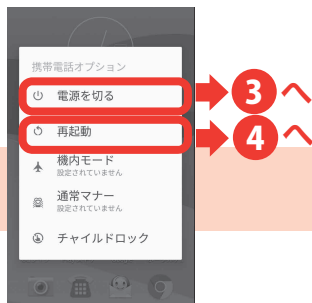 携帯電話オプション
電源を切る
3 へ
再起動
4 へ
機内モード
設定されていません
通常マナー
設定されていません
チャイルドロック